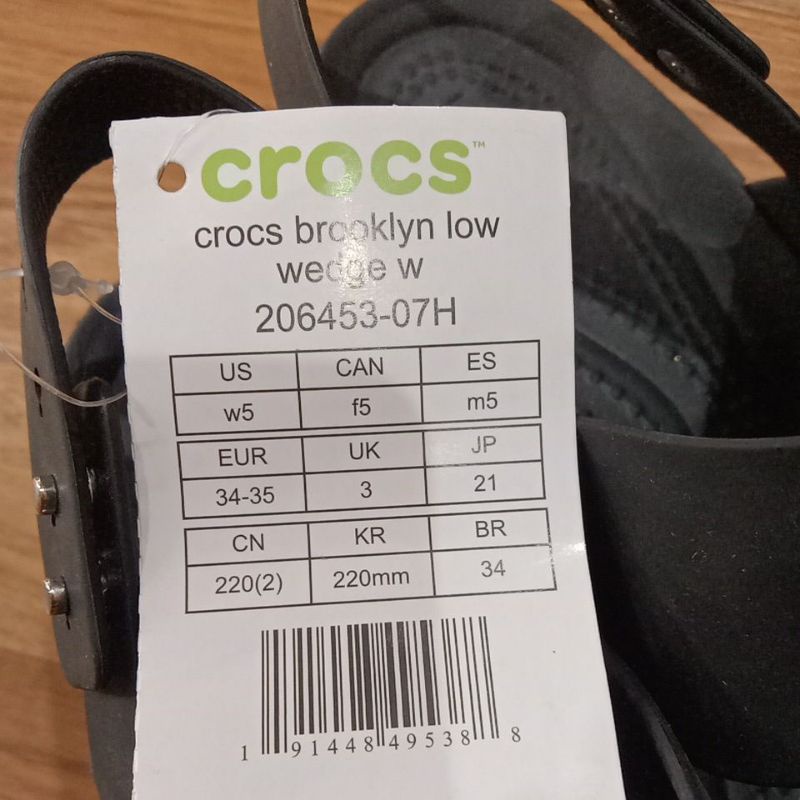 crocs™
crocs brooklyn low
wedge w
206453-07H
US CAN ES
w5 f5 m5
EUR UK JP
34-35 3 21
CN KR BR
220(2) 220mm 34
1 91448 49538 8